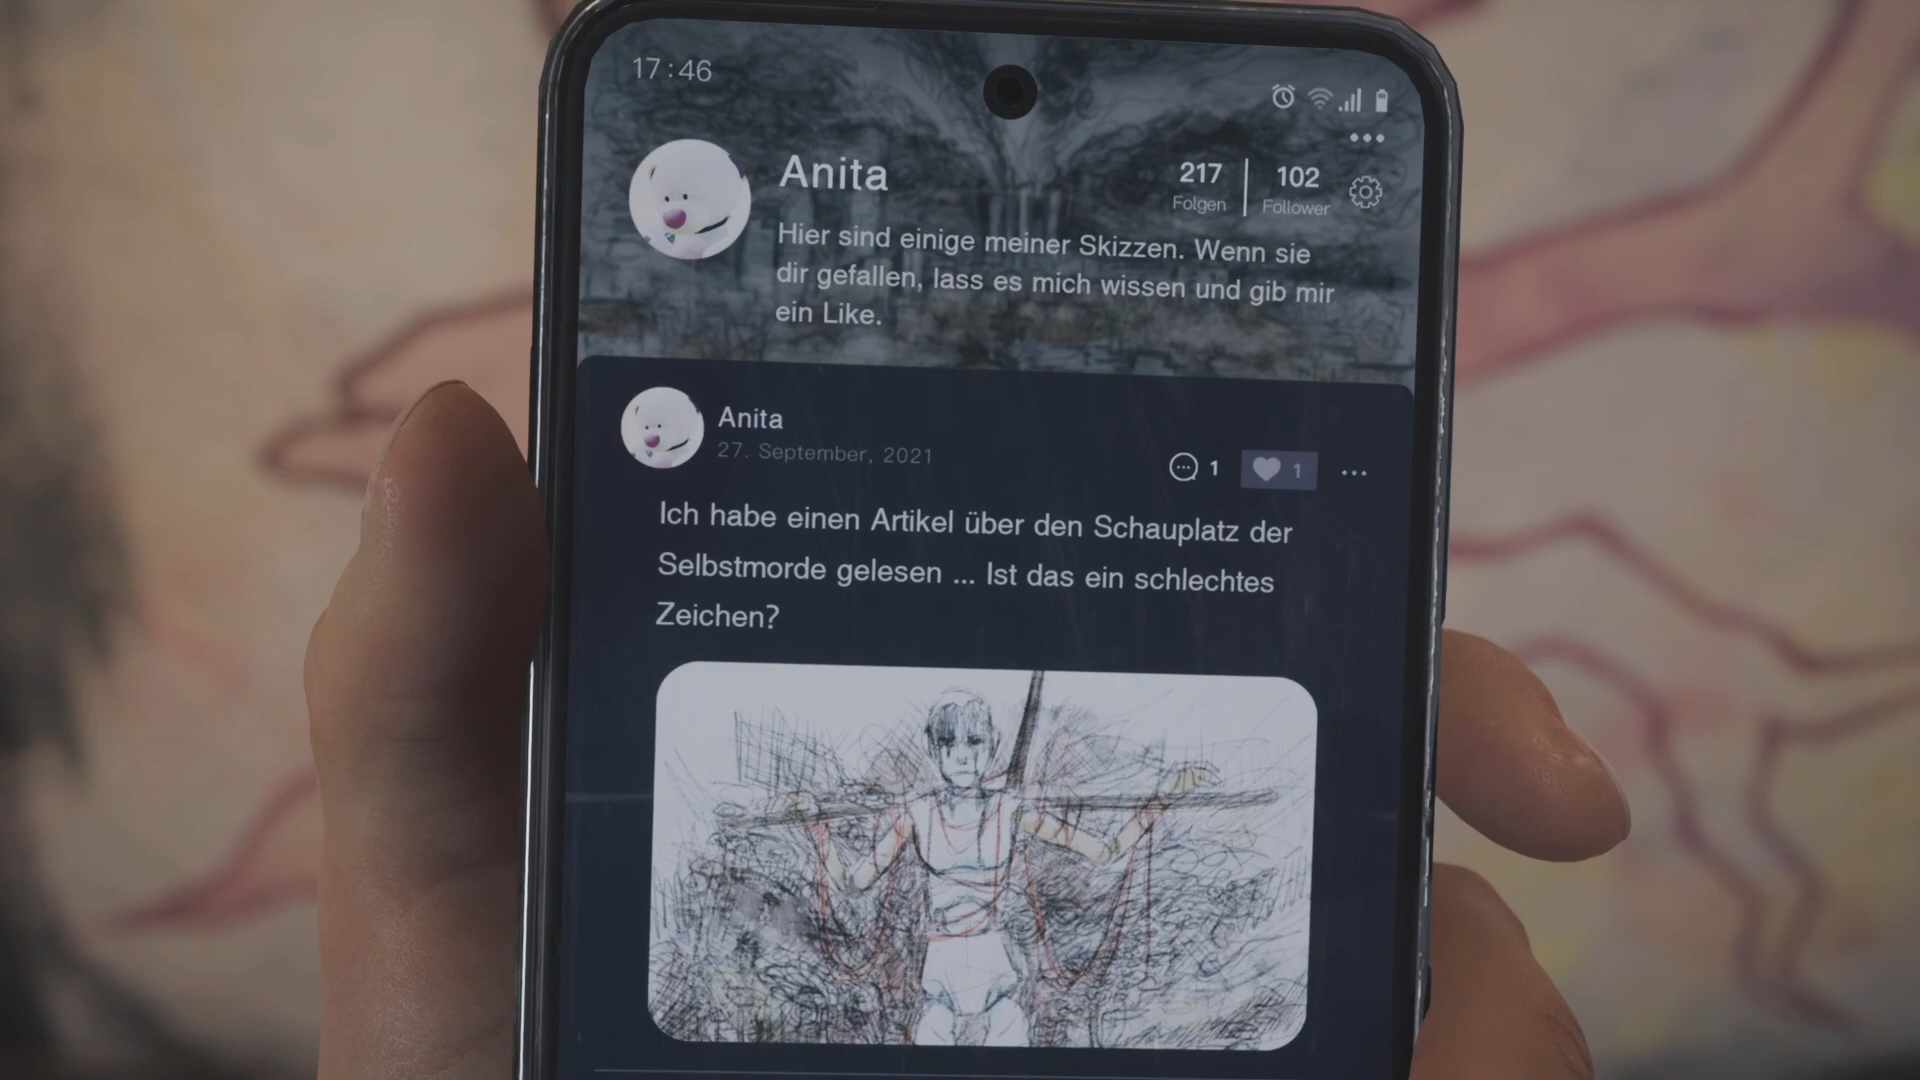 17:46
Anita
217
Folgen
102
Follower
Hier sind einige meiner Skizzen. Wenn sie
dir gefallen, lass es mich wissen und gib mir
ein Like.
Anita
27. September, 2021
1
1
Ich habe einen Artikel über den Schauplatz der
Selbstmorde gelesen ... Ist das ein schlechtes
Zeichen?